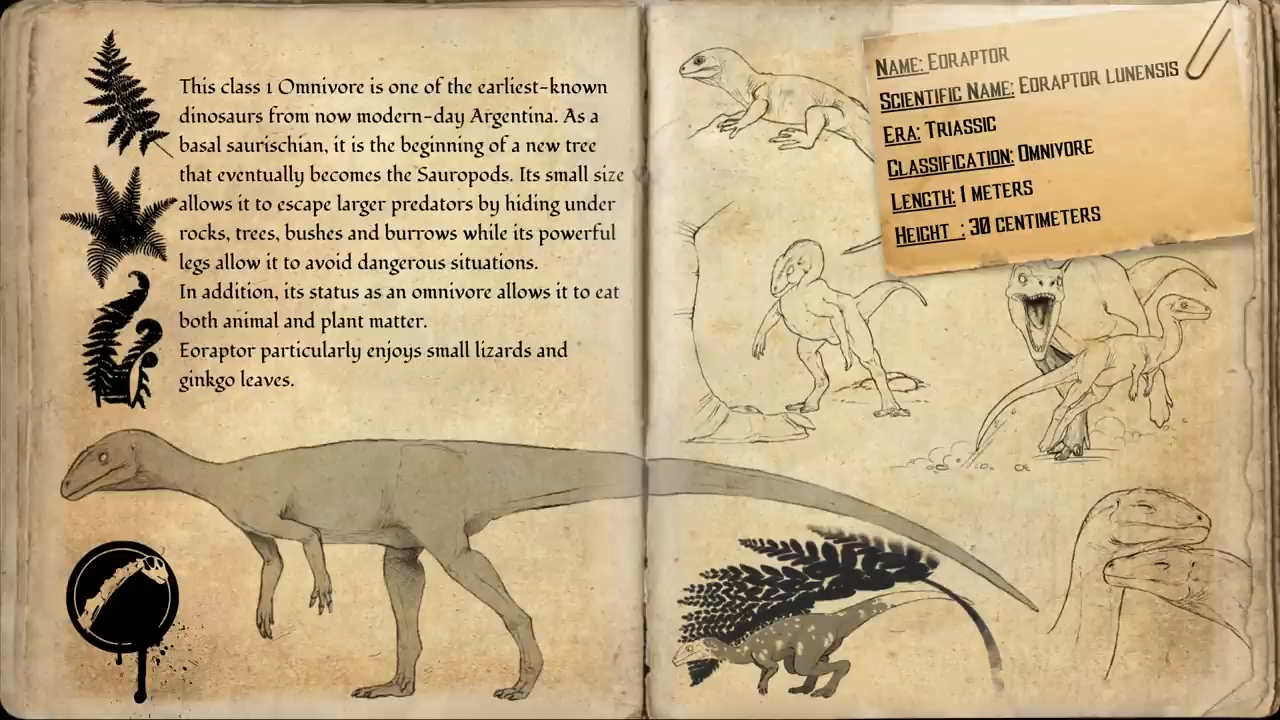 This class 1 Omnivore is one of the earliest-known
dinosaurs from now modern-day Argentina. As a
basal saurischian, it is the beginning of a new tree
that eventually becomes the Sauropods. Its small size
allows it to escape larger predators by hiding under
rocks, trees, bushes and burrows while its powerful
legs allow it to avoid dangerous situations.
In addition, its status as an omnivore allows it to eat
both animal and plant matter.
Eoraptor particularly enjoys small lizards and
ginkgo leaves.
Name: Eoraptor
Scientific Name: Eoraptor lunensis
Era: Triassic
Classification: Omnivore
Length: 1 meters
Height : 30 centimeters